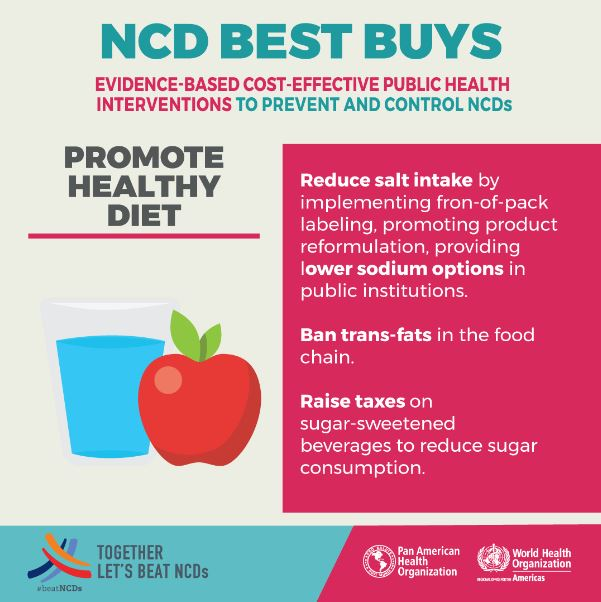 NCD BEST BUYS
EVIDENCE-BASED COST-EFFECTIVE PUBLIC HEALTH
INTERVENTIONS TO PREVENT AND CONTROL NCDs
PROMOTE
HEALTHY
DIET
Reduce salt intake by
implementing fron-of-pack
labeling, promoting product
reformulation, providing
lower sodium options in
public institutions.
Ban trans-fats in the food
chain.
Raise taxes on
sugar-sweetened
beverages to reduce sugar
consumption.
TOGETHER
LET'S BEAT NCDs
#beatNCDs
Pan American
Health
Organization
World Health
Organization
Americas